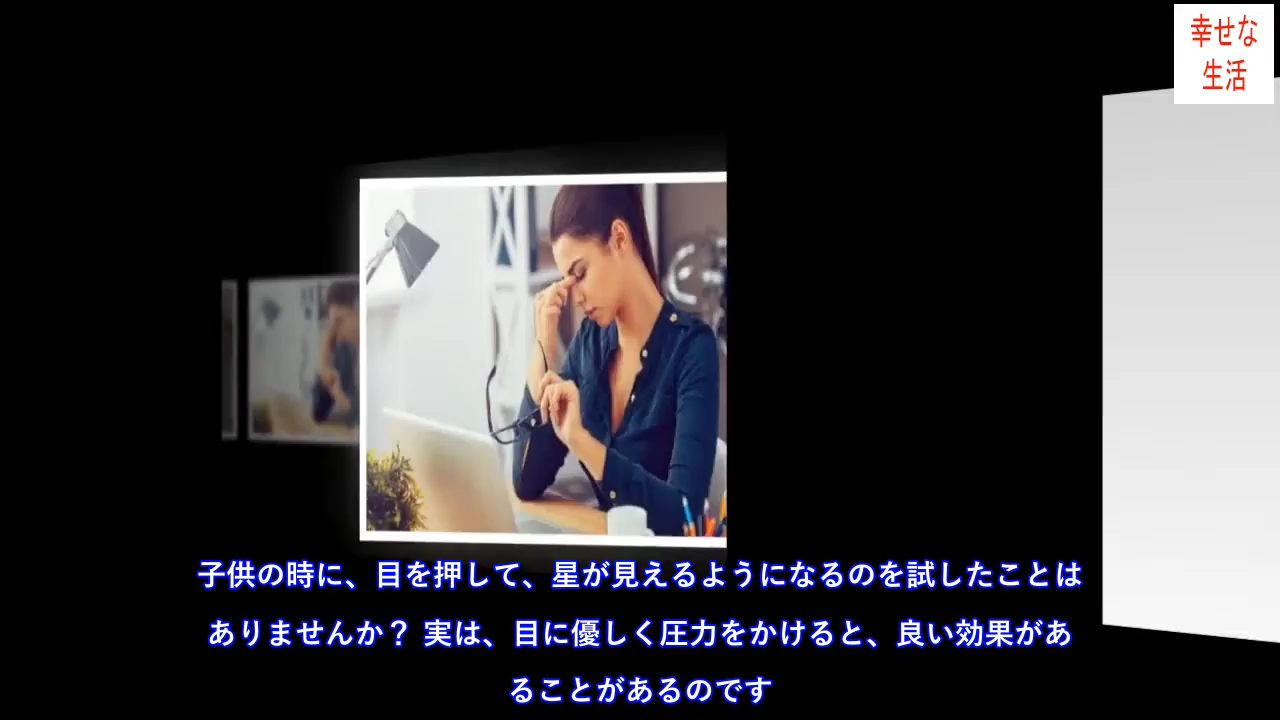 幸せな
生活
子供の時に、目を押して、星が見えるようになるのを試したことは
ありませんか？ 実は、目に優しく圧力をかけると、良い効果があ
ることがあるのです